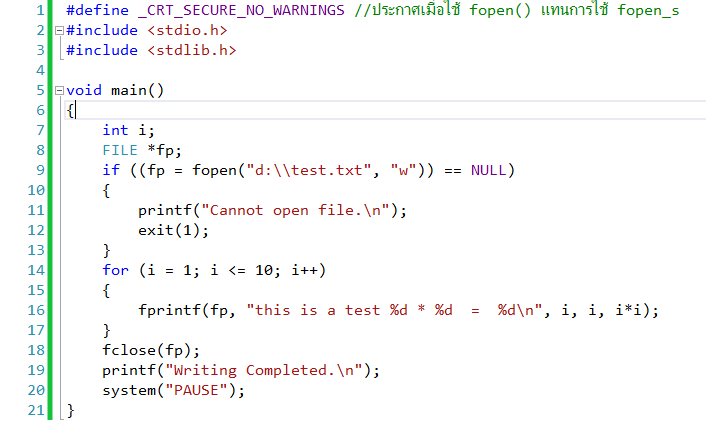 1 #define _CRT_SECURE_NO_WARNINGS //ประกาศเมื่อใช้ fopen() แทนการใช้ fopen_s
2 #include <stdio.h>
3 #include <stdlib.h>
4
5 void main()
6 {
7     int i;
8     FILE *fp;
9     if ((fp = fopen("d:\\test.txt", "w")) == NULL)
10     {
11         printf("Cannot open file.\n");
12         exit(1);
13     }
14     for (i = 1; i <= 10; i++)
15     {
16         fprintf(fp, "this is a test %d * %d  =  %d\n", i, i, i*i);
17     }
18     fclose(fp);
19     printf("Writing Completed.\n");
20     system("PAUSE");
21 }